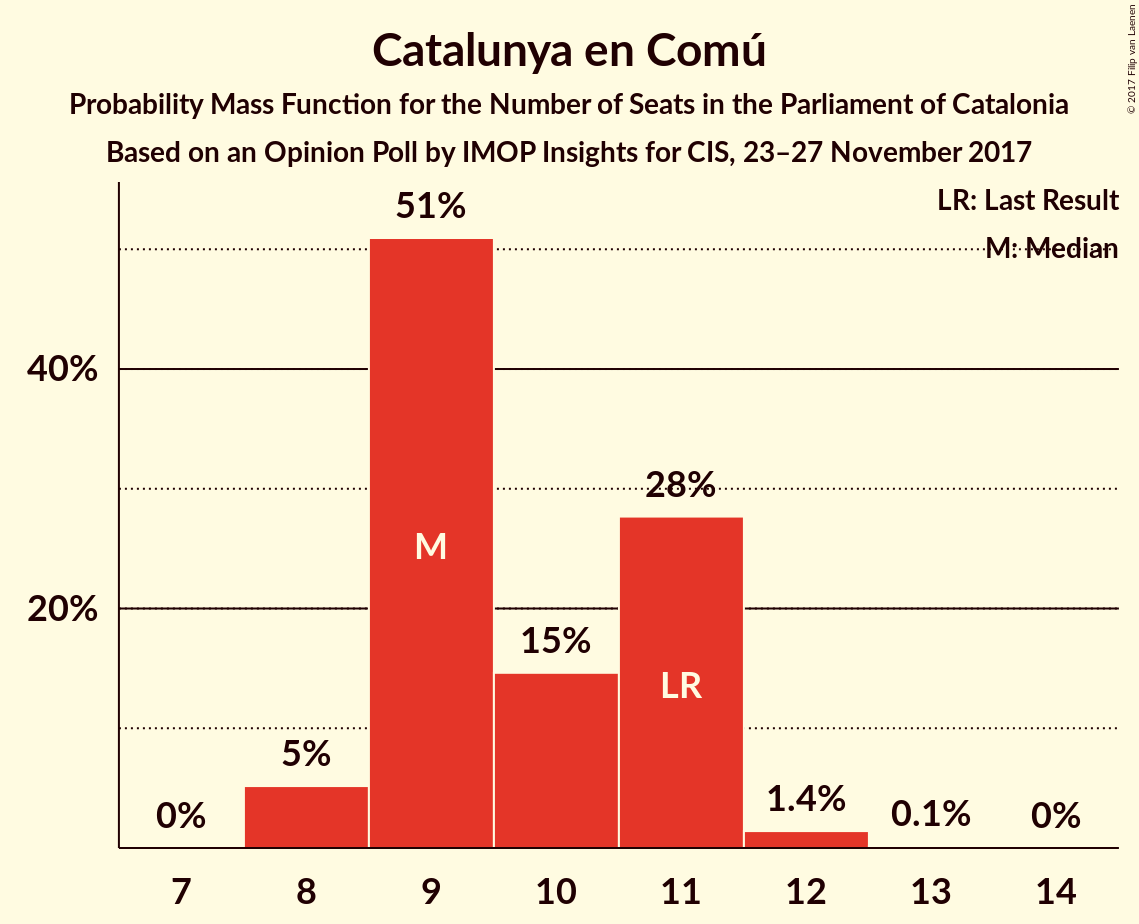 Catalunya en Comú
Probability Mass Function for the Number of Seats in the Parliament of Catalonia
Based on an Opinion Poll by IMOP Insights for CIS, 23–27 November 2017
© 2017 Filip van Laenen
LR: Last Result
M: Median
51%
40%
28%
M
20%
15%
LR
5%
0%
1.4%
0.1%
0%
7 8 9 10 11 12 13 14